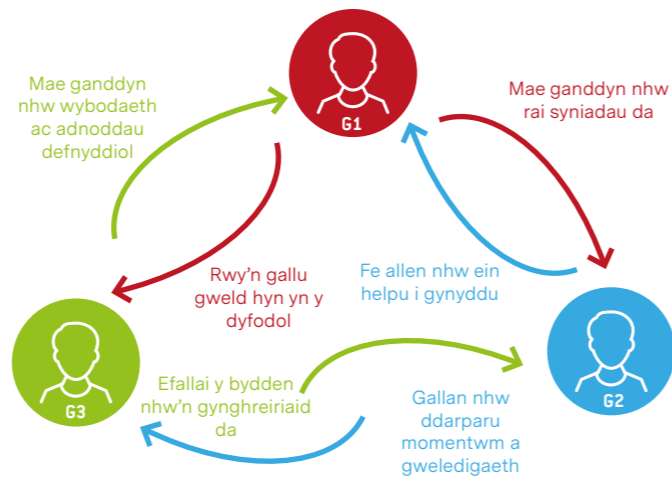 Mae ganddyn
nhw wybodaeth
ac adnoddau
defnyddiol
G1
Mae ganddyn nhw
rai syniadau da
Rwy'n gallu
gweld hyn yn y
dyfodol
Fe allen nhw ein
helpu i gynyddu
G3
Efallai y bydden
nhw'n gynghreiriaid
da
Gallan nhw
ddarparu
momentwm a
gweledigaeth
G2